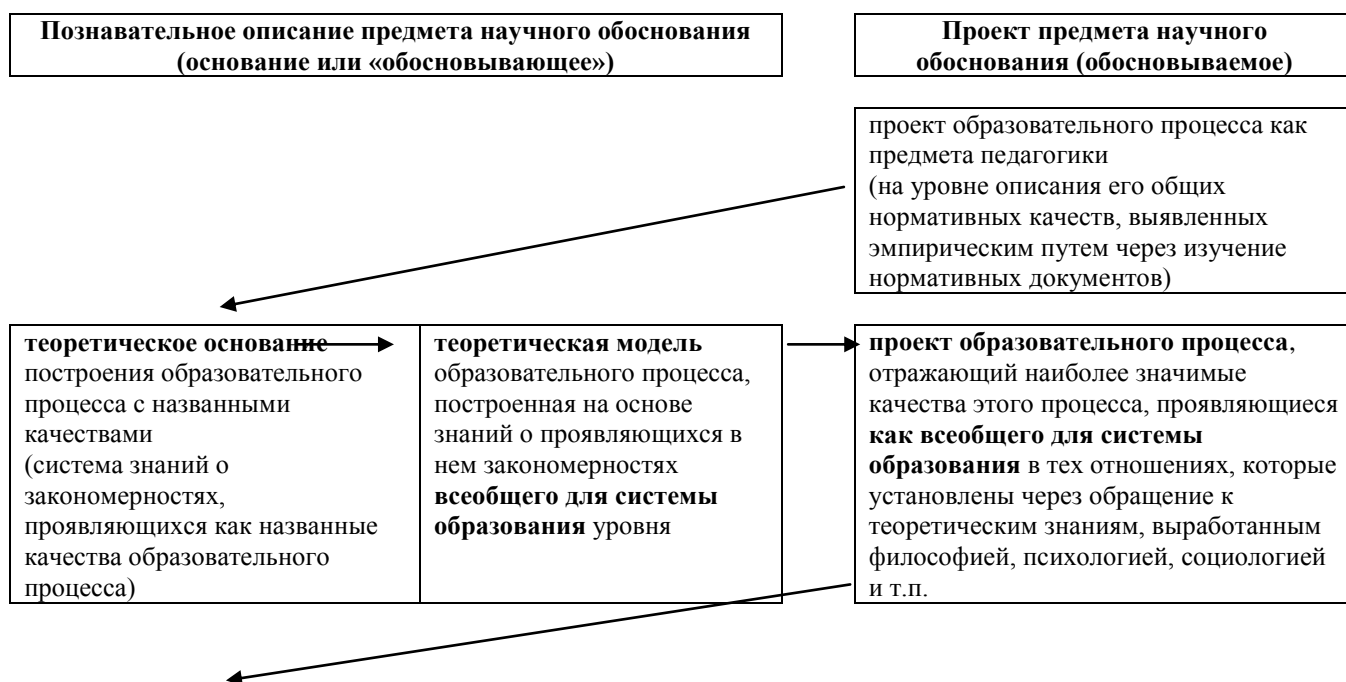 Познавательное описание предмета научного обоснования
(основание или «обосновывающее»)
Проект предмета научного
обоснования (обосновываемое)
проект образовательного процесса как
предмета педагогики
(на уровне описания его общих
нормативных качеств, выявленных
эмпирическим путем через изучение
нормативных документов)
теоретическое основание
построения образовательного
процесса с названными
качествами
(система знаний о
закономерностях,
проявляющихся как названные
качества образовательного
процесса)
теоретическая модель
образовательного процесса,
построенная на основе
знаний о проявляющихся в
нем закономерностях
всеобщего для системы
образования уровня
проект образовательного процесса,
отражающий наиболее значимые
качества этого процесса, проявляющиеся
как всеобщего для системы
образования в тех отношениях, которые
установлены через обращение к
теоретическим знаниям, выработанным
философией, психологией, социологией
и т.п.